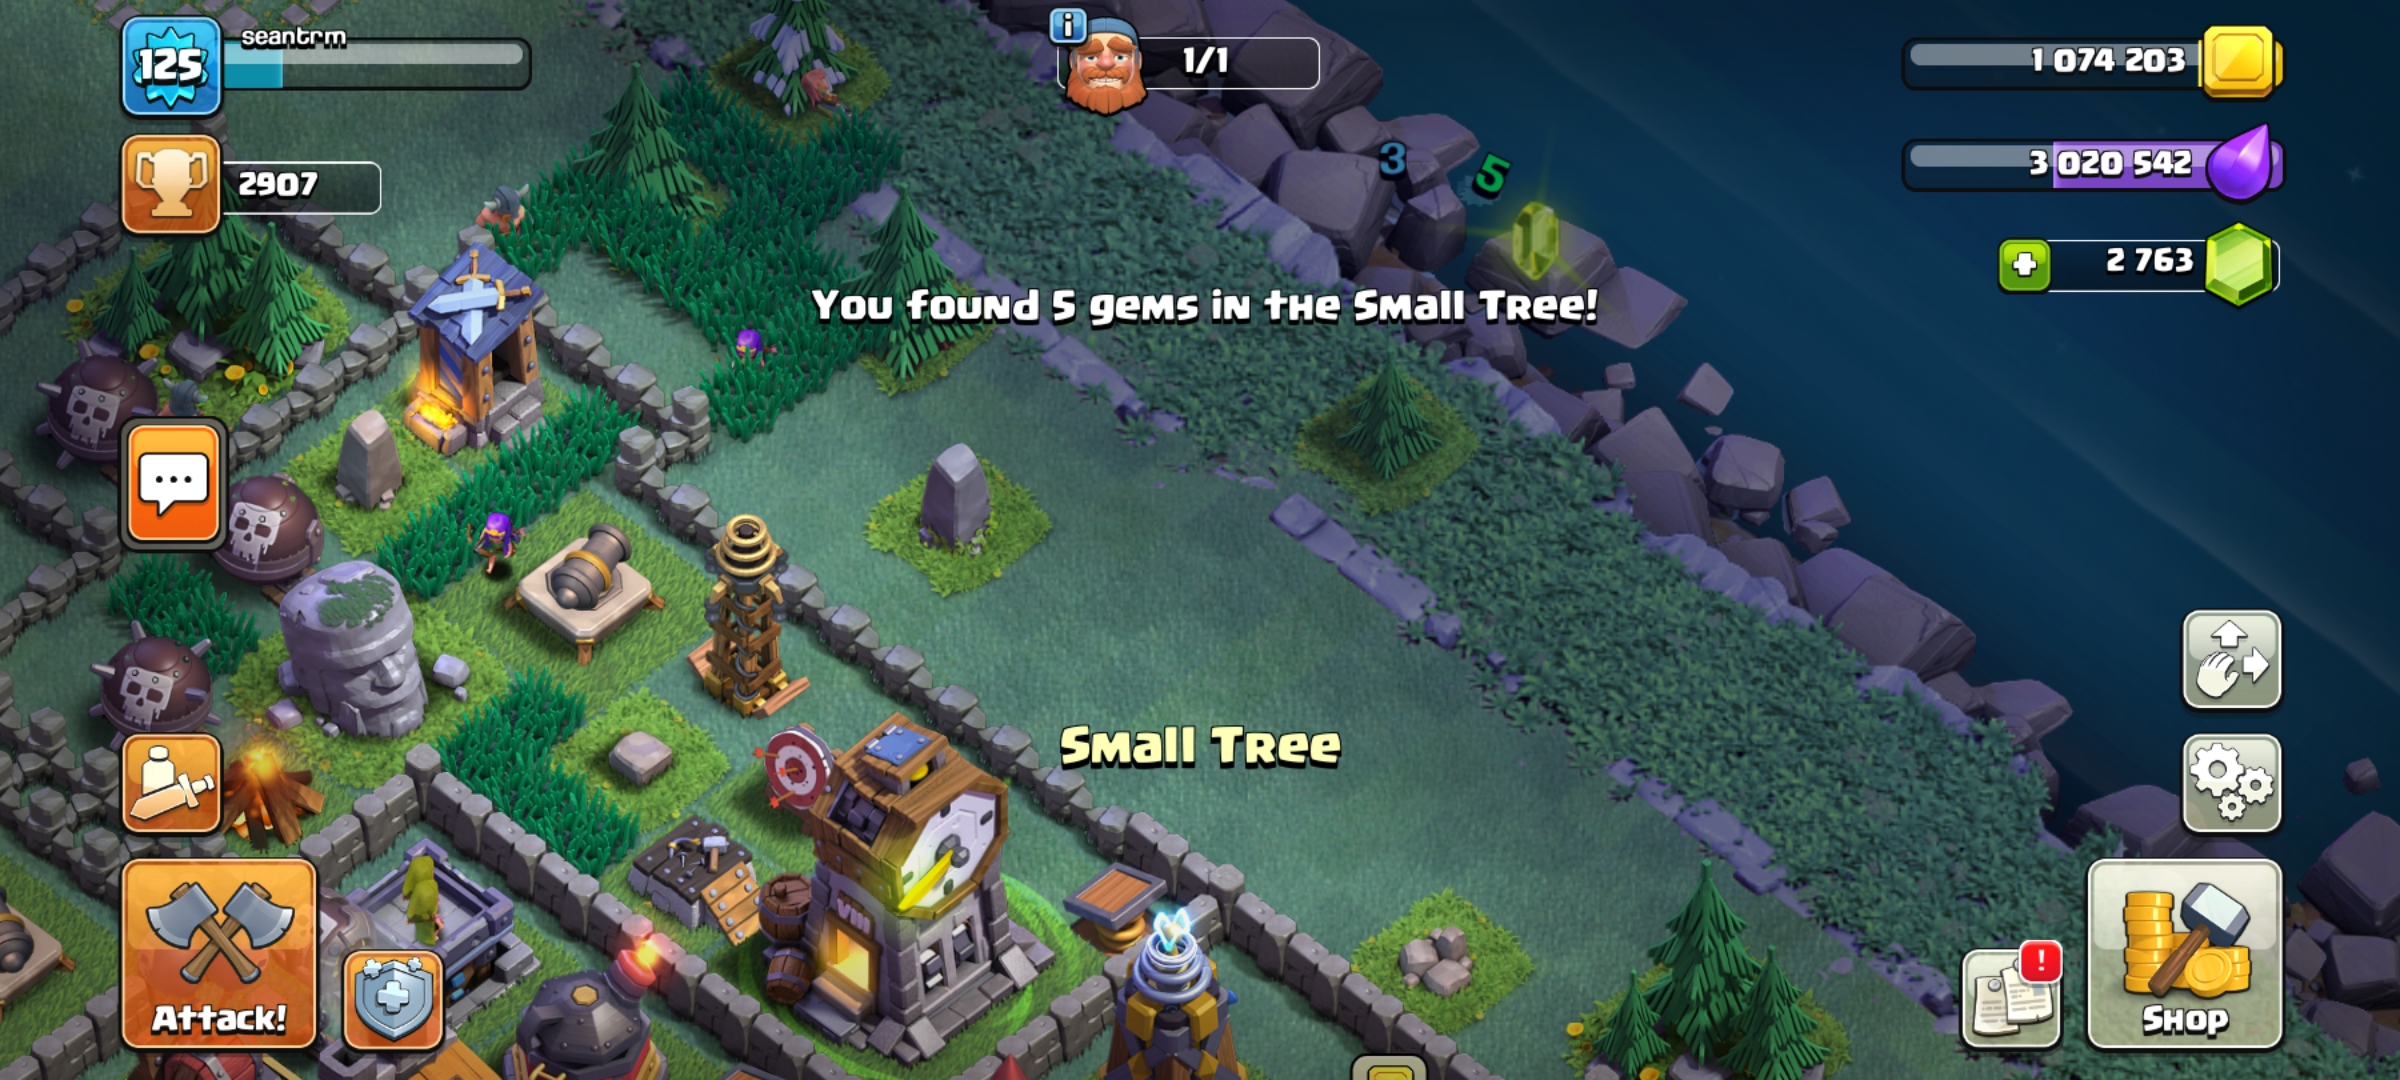 seantrm
125
1/1
1 074 203
2907
3
5
3 020 542
2 763
You found 5 gems in the Small Tree!
Small Tree
VIII
!
Attack!
Shop